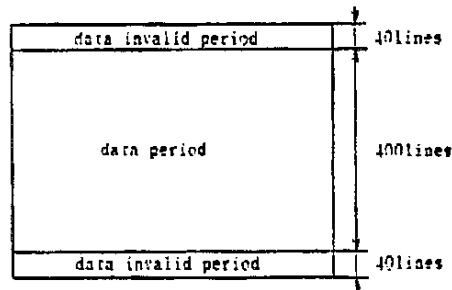 data invalid period 40lines
data period 400lines
data invalid period 40lines